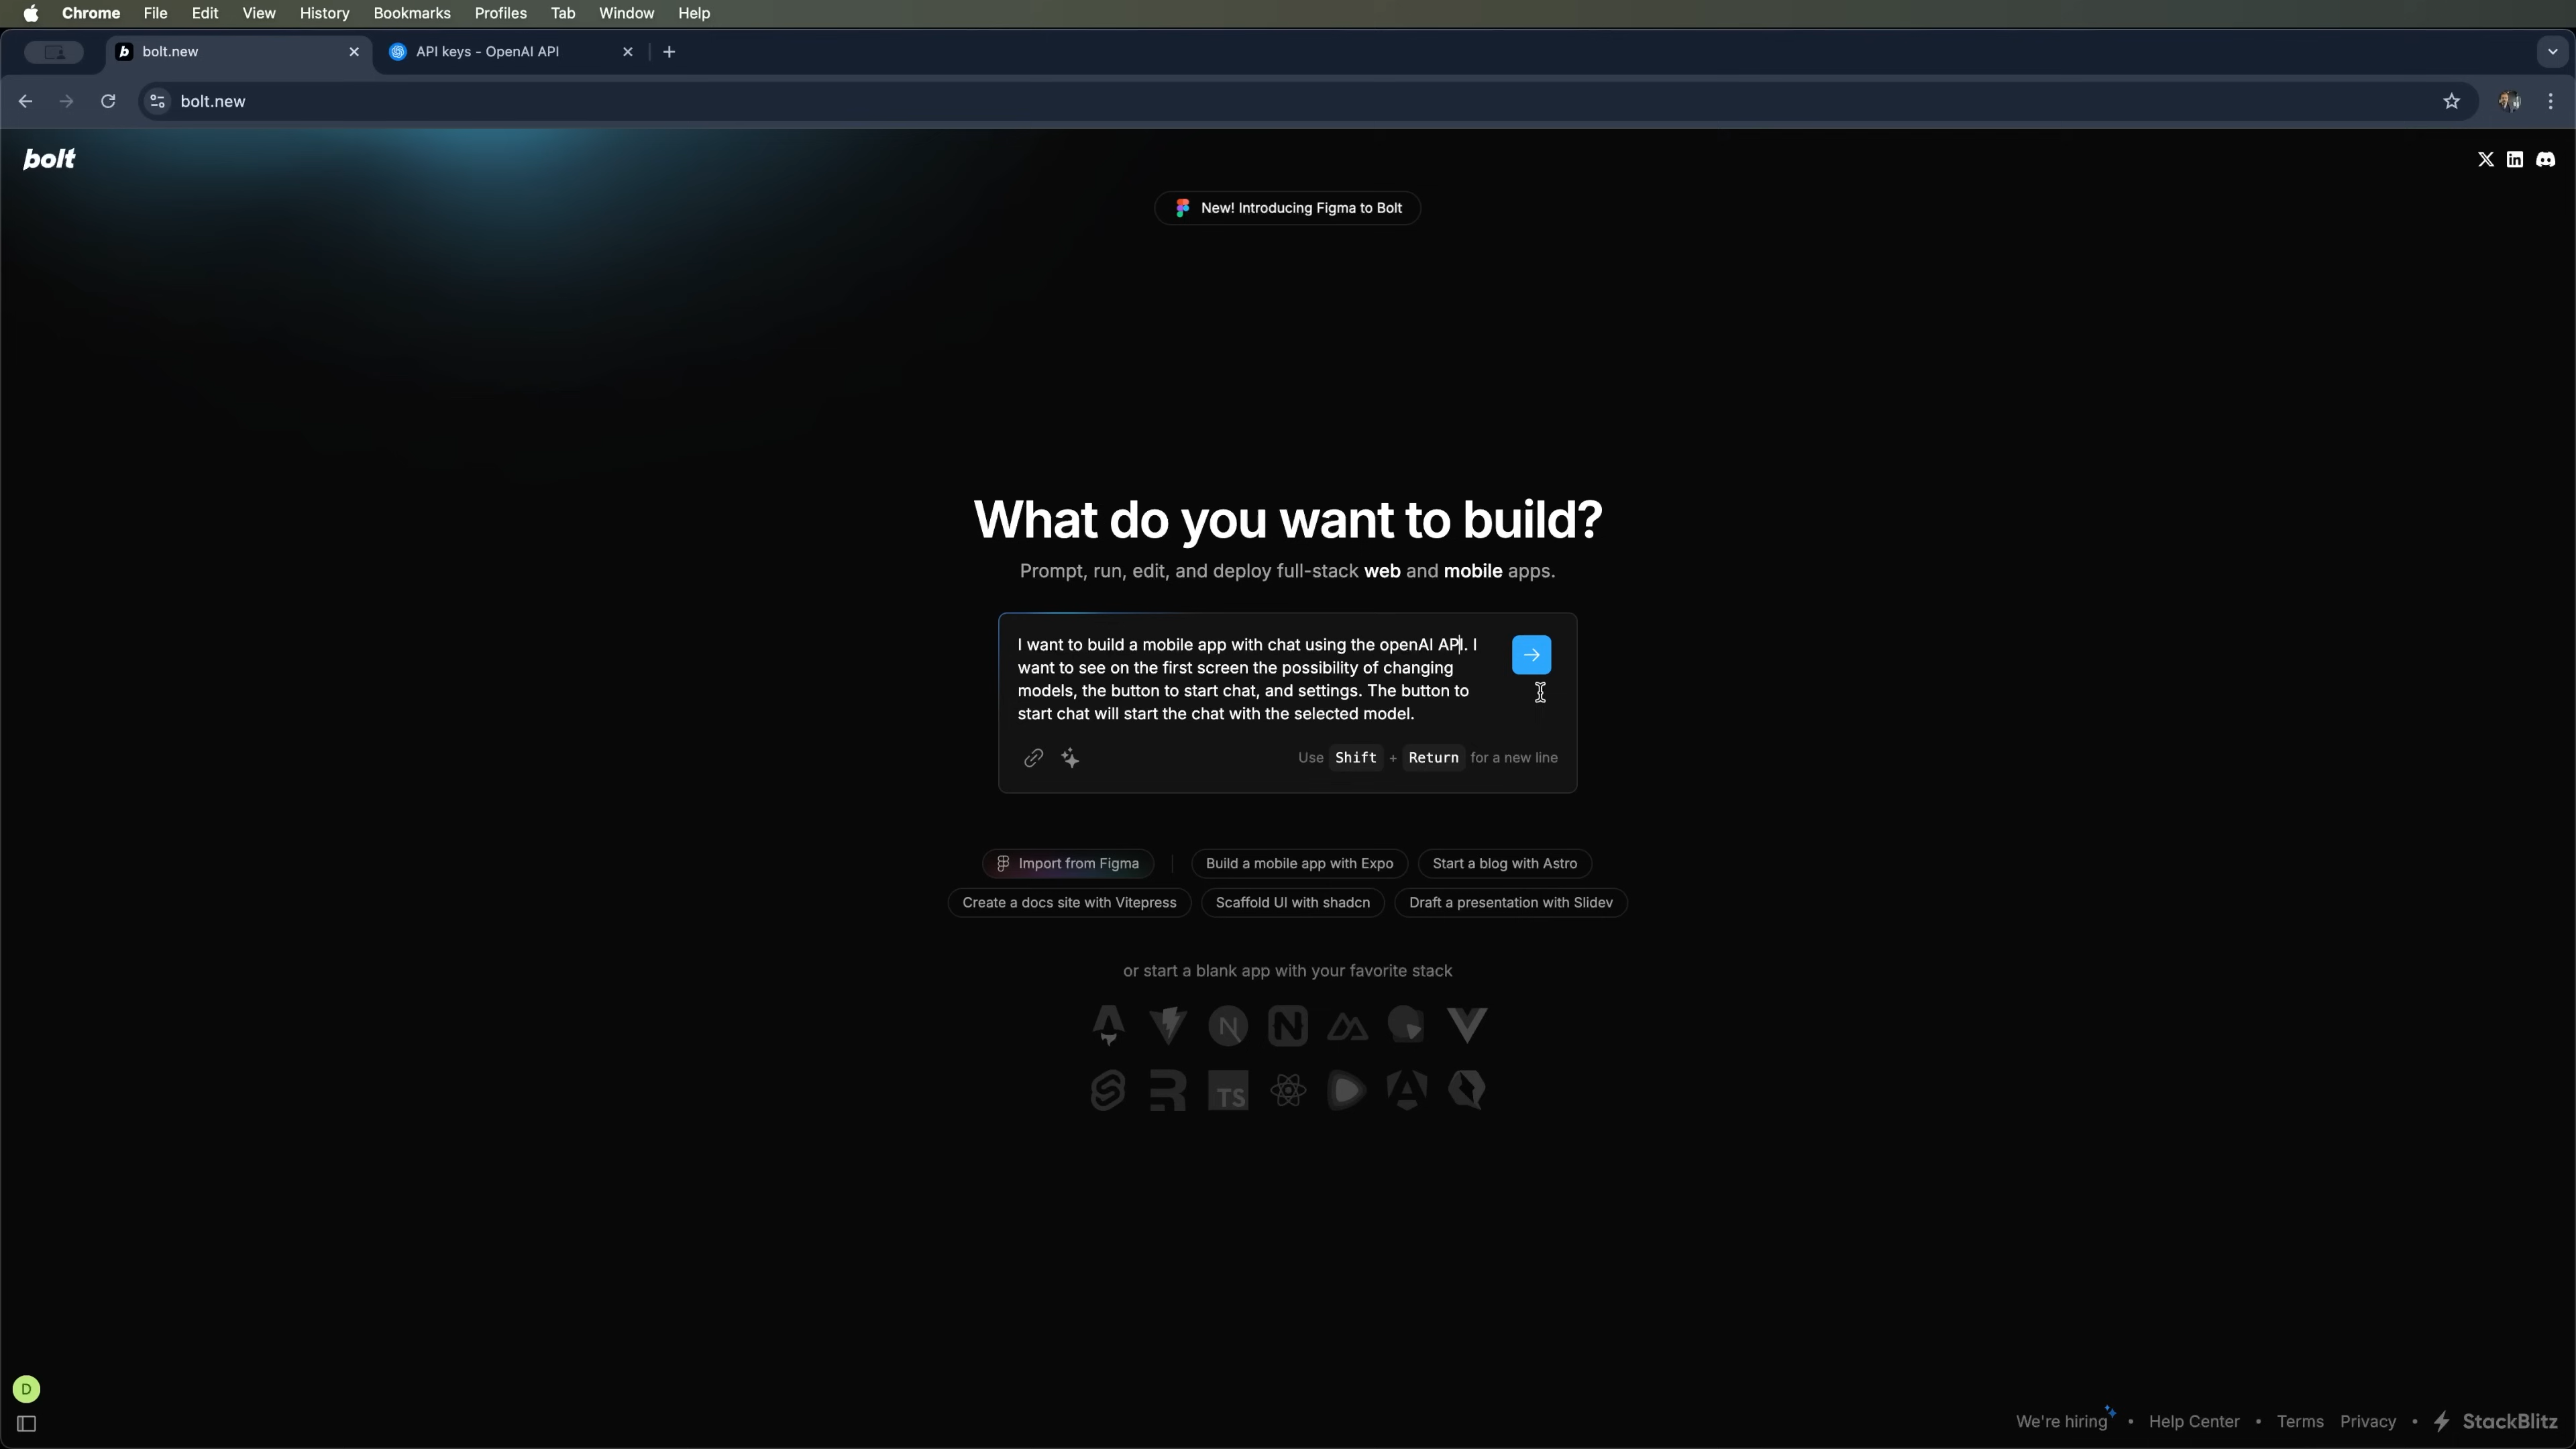 Chrome File Edit View History Bookmarks Profiles Tab Window Help
bolt.new
API keys - OpenAI API
bolt.new
bolt
New! Introducing Figma to Bolt
What do you want to build?
Prompt, run, edit, and deploy full-stack web and mobile apps.
I want to build a mobile app with chat using the openAI API. I
want to see on the first screen the possibility of changing
models, the button to start chat, and settings. The button to
start chat will start the chat with the selected model.
Use Shift + Return for a new line
Import from Figma
Build a mobile app with Expo
Start a blog with Astro
Create a docs site with Vitepress
Scaffold UI with shadcn
Draft a presentation with Slidev
or start a blank app with your favorite stack
TS
D
We're hiring • Help Center • Terms Privacy • StackBlitz